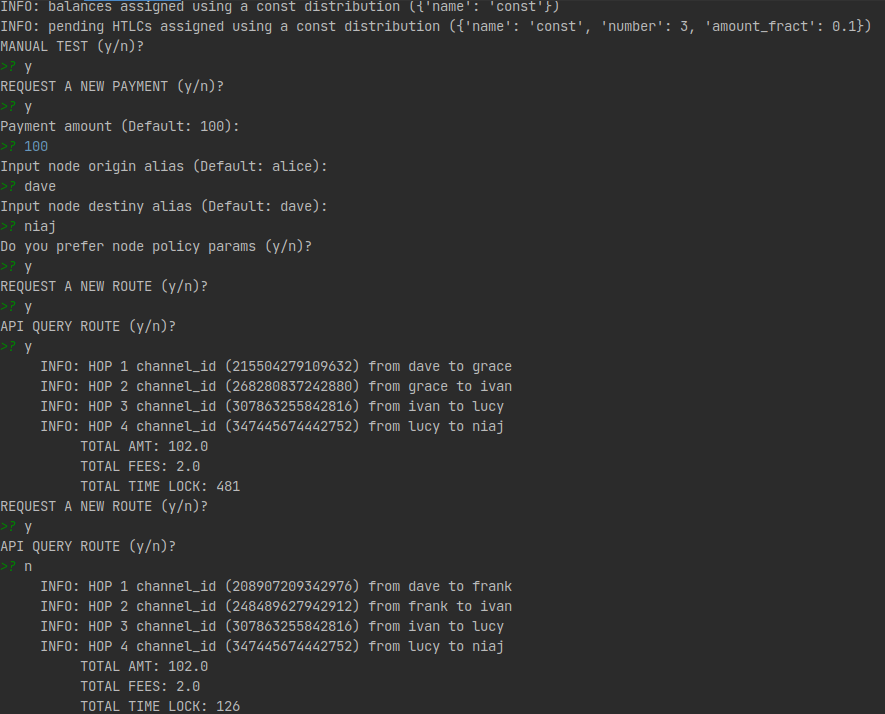 INFO: balances assigned using a const distribution ({'name': 'const'})
INFO: pending HTLCs assigned using a const distribution ({'name': 'const', 'number': 3, 'amount_fract': 0.1})
MANUAL TEST (y/n)?
>? y
REQUEST A NEW PAYMENT (y/n)?
>? y
Payment amount (Default: 100):
>? 100
Input node origin alias (Default: alice):
>? dave
Input node destiny alias (Default: dave):
>? niaj
Do you prefer node policy params (y/n)?
>? y
REQUEST A NEW ROUTE (y/n)?
>? y
API QUERY ROUTE (y/n)?
>? y
INFO: HOP 1 channel_id (215504279109632) from dave to grace
INFO: HOP 2 channel_id (268280837242880) from grace to ivan
INFO: HOP 3 channel_id (307863255842816) from ivan to lucy
INFO: HOP 4 channel_id (347445674442752) from lucy to niaj
TOTAL AMT: 102.0
TOTAL FEES: 2.0
TOTAL TIME LOCK: 481
REQUEST A NEW ROUTE (y/n)?
>? y
API QUERY ROUTE (y/n)?
>? n
INFO: HOP 1 channel_id (208907209342976) from dave to frank
INFO: HOP 2 channel_id (248489627942912) from frank to ivan
INFO: HOP 3 channel_id (307863255842816) from ivan to lucy
INFO: HOP 4 channel_id (347445674442752) from lucy to niaj
TOTAL AMT: 102.0
TOTAL FEES: 2.0
TOTAL TIME LOCK: 126